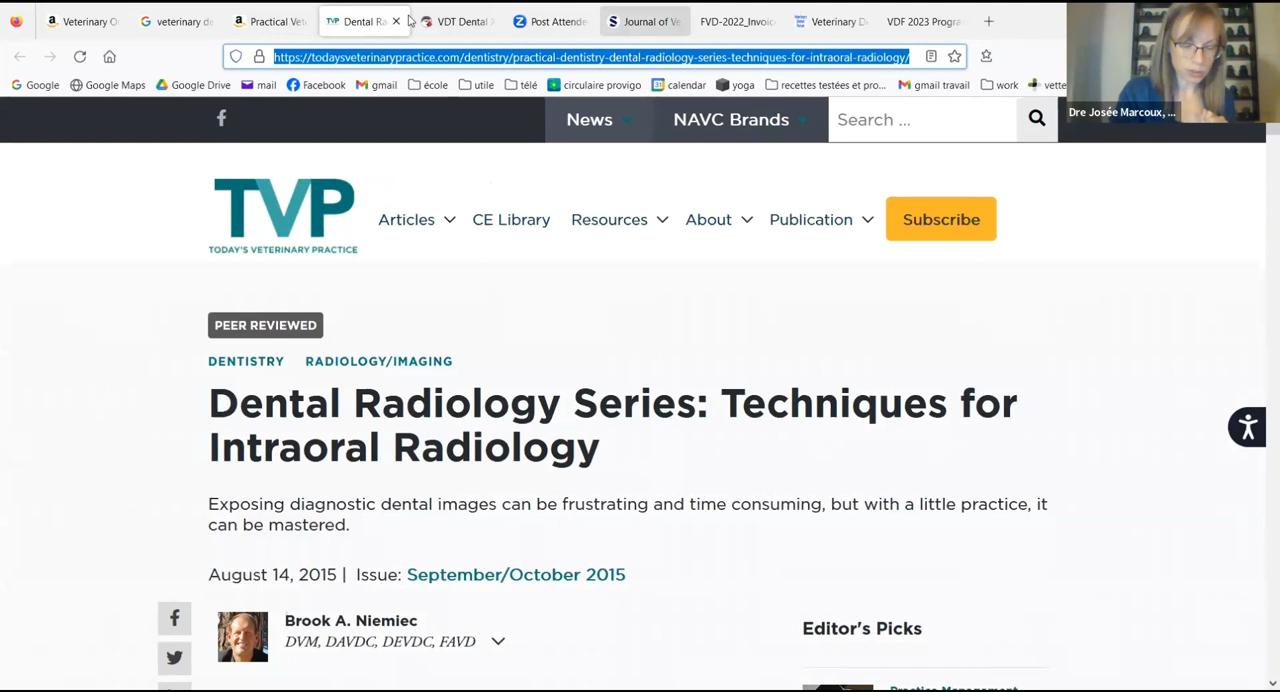 Veterinary O
veterinary de
Practical Vet
TVP Dental Ra
VDT Dental
Post Attende
Journal of Ve
FVD-2022_Invoic
Veterinary De
VDF 2023 Progra
https://todaysveterinarypractice.com/dentistry/practical-dentistry-dental-radiology-series-techniques-for-intraoral-radiology/
Google Google Maps Google Drive mail Facebook gmail école utile télé circulaire provigo calendar yoga recettes testées et pro... gmail travail work vette
Dre Josée Marcoux, ...
News NAVC Brands Search ...
TVP
TODAY'S VETERINARY PRACTICE
Articles CE Library Resources About Publication Subscribe
PEER REVIEWED
DENTISTRY RADIOLOGY/IMAGING
Dental Radiology Series: Techniques for
Intraoral Radiology
Exposing diagnostic dental images can be frustrating and time consuming, but with a little practice, it
can be mastered.
August 14, 2015 | Issue: September/October 2015
Brook A. Niemiec
DVM, DAVDC, DEVDC, FAVD
Editor's Picks
Practice Management